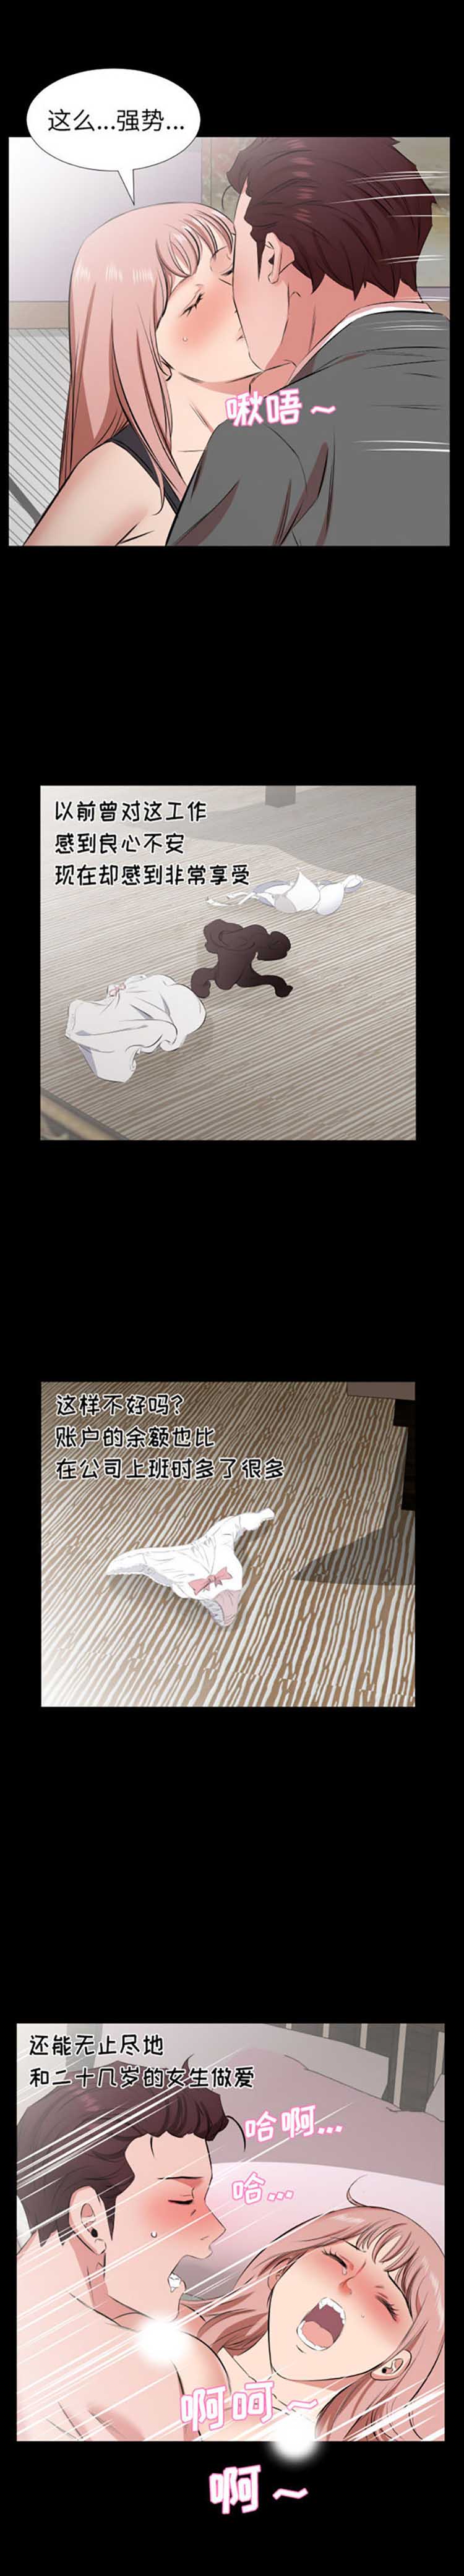 这么...强势...
啾唔～
以前曾对这工作
感到良心不安
现在却感到非常享受
这样不好吗?
账户的余额也比
在公司上班时多了很多
还能无止尽地
和二十几岁的女生做爱
哈啊...
哈...
啊呵～
啊～